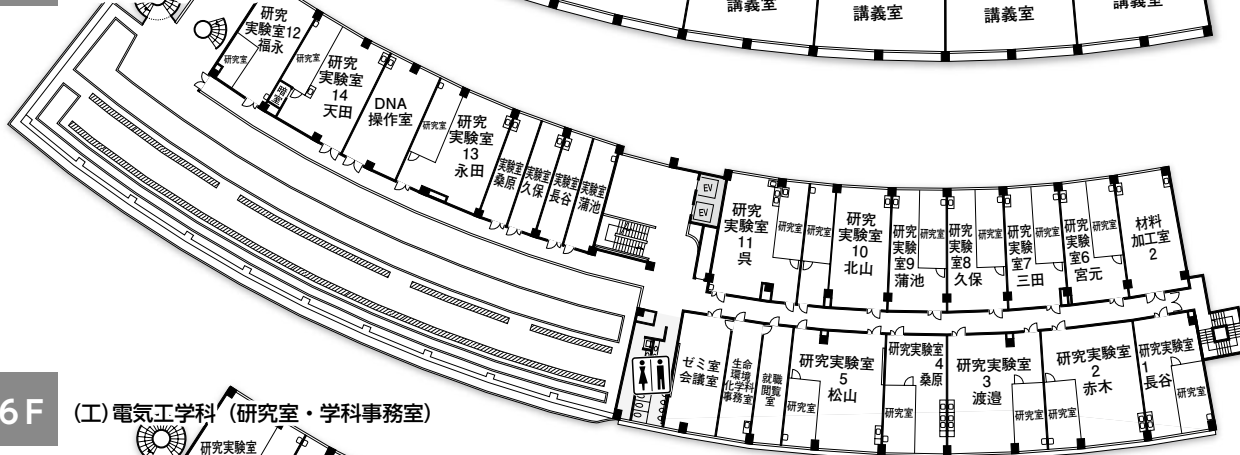 講義室
講義室
講義室
講義室
研究
実験室12
福永
研究室
研究室
暗
室
研究
実験室
14
天田
DNA
操作室
研究室
研究
実験室
13
永田
実験室
桑原
実験室
久保
実験室
長谷
実験室
蒲池
EV
EV
研究
実験室
11
呉
研究室
研究室
研究
実験室
10
北山
研究
実験
室9
蒲池
研究室
研究
実験
室8
久保
研究室
研究
実験
室7
三田
研究室
研究
実験
室6
宮元
研究室
材料
加工室
2
ゼミ室
会議室
生命
環境
化学科
事務室
就職
閲覧
室
研究実験室
5
松山
研究室
研究実験室
4
桑原
研究室
研究実験室
3
渡邉
研究室
研究実験室
2
赤木
研究室
研究実験室
1
長谷
研究室
6F
(工)電気工学科(研究室・学科事務室)
研究実験室